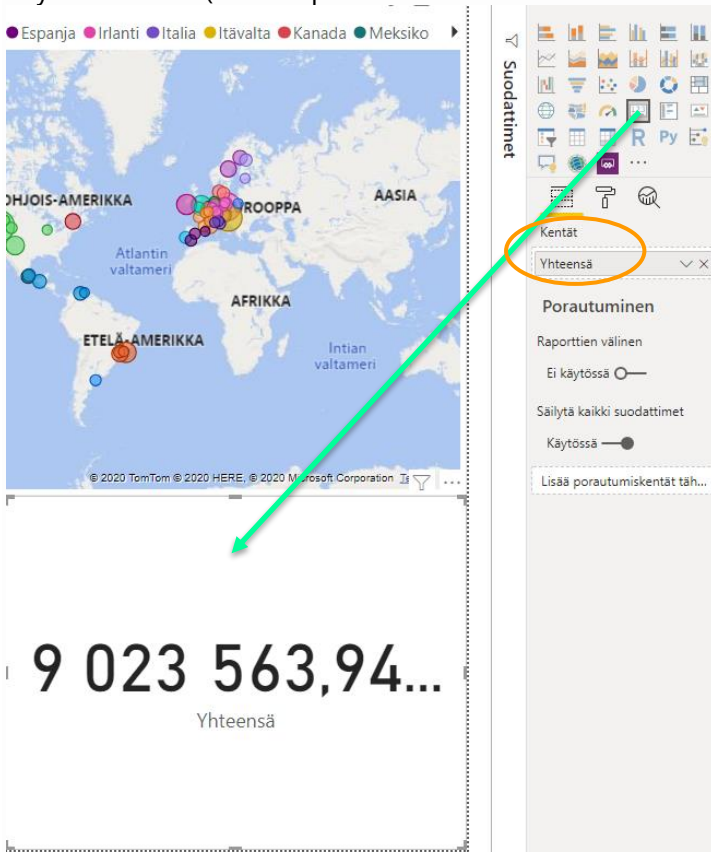 Espanja Irlanti Italia Itävalta Kanada Meksiko
OHJOIS-AMERIKKA
ROOPPA
AASIA
Atlantin
valtameri
AFRIKKA
ETELÄ-AMERIKKA
Intian
valtameri
© 2020 TomTom © 2020 HERE, © 2020 Microsoft Corporation
9 023 563,94...
Yhteensä
Suodattimet
R Py
...
Kentät
Yhteensä
Porautuminen
Raporttien välinen
Ei käytössä
Säilytä kaikki suodattimet
Käytössä
Lisää porautumiskentät täh...